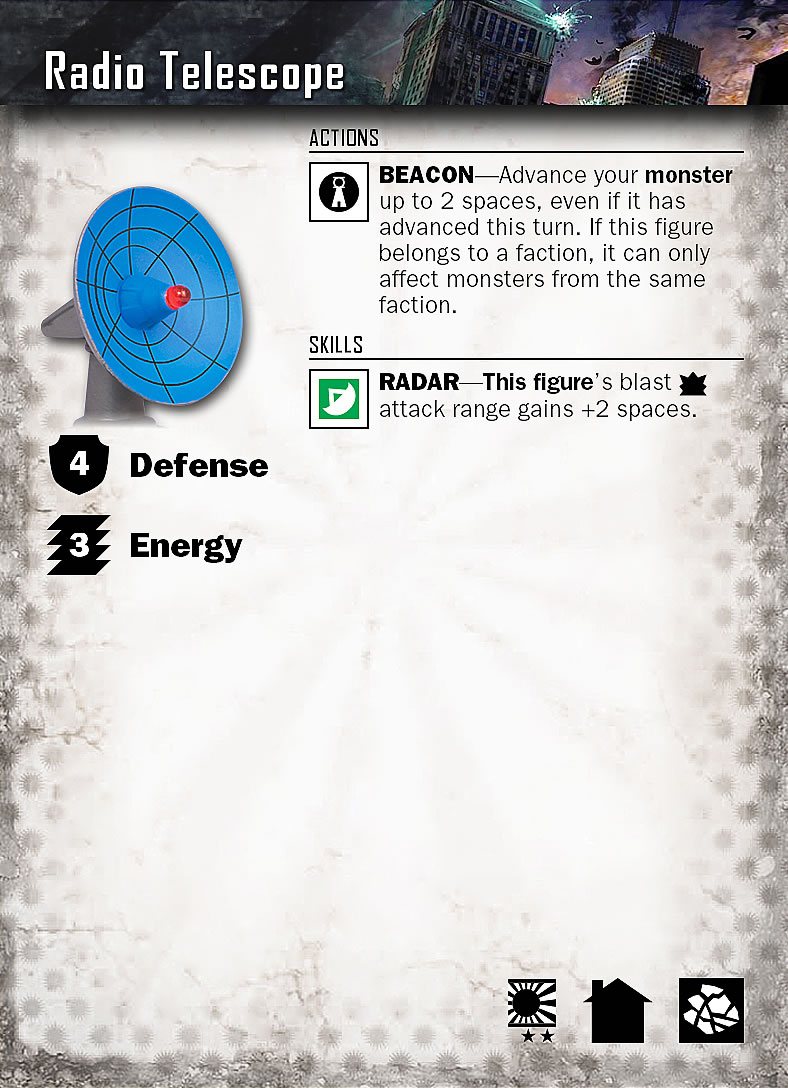 Radio Telescope
ACTIONS
BEACON—Advance your monster
up to 2 spaces, even if it has
advanced this turn. If this figure
belongs to a faction, it can only
affect monsters from the same
faction.
SKILLS
RADAR—This figure's blast
attack range gains +2 spaces.
4 Defense
3 Energy